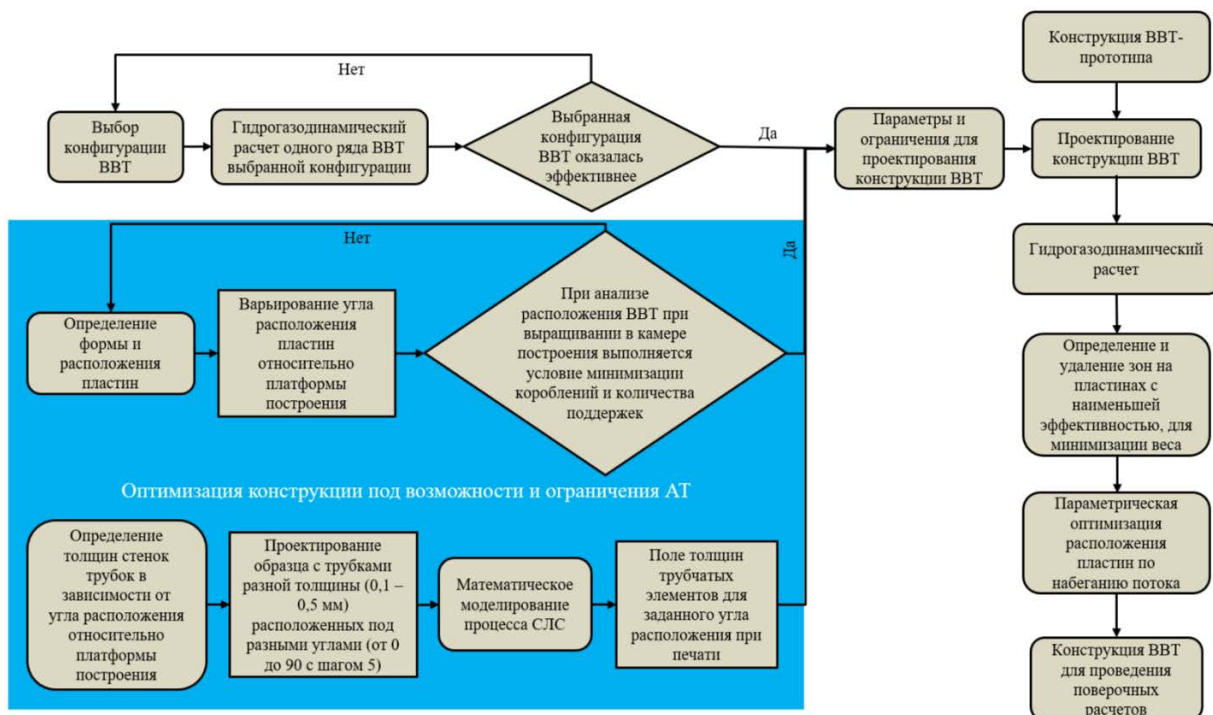 Нет
Выбор
конфигурации
ВВТ
Гидрогазодинамический
расчет одного ряда ВВТ
выбранной конфигурации
Выбранная
конфигурация
ВВТ оказалась
эффективнее
Да
Параметры и
ограничения для
проектирования
конструкции ВВТ
Конструкция ВВТ-
прототипа
Проектирование
конструкции ВВТ
Гидрогазодинамический
расчет
Определение и
удаление зон на
пластинах с
наименьшей
эффективностью, для
минимизации веса
Параметрическая
оптимизация
расположения
пластин по
набеганию потока
Конструкция ВВТ
для проведения
поверочных
расчетов
Нет
Определение
формы и
расположения
пластин
Варьирование угла
расположения
пластин
относительно
платформы
построения
При анализе
расположения ВВТ при
выращивании в камере
построения выполняется
условие минимизации
короблений и количества
поддержек
Да
Оптимизация конструкции под возможности и ограничения АТ
Определение
толщин стенок
трубок в
зависимости от
угла расположения
относительно
платформы
построения
Проектирование
образца с трубками
разной толщины (0,1 –
0,5 мм)
расположенных под
разными углами (от 0
до 90 с шагом 5)
Математическое
моделирование
процесса СЛС
Поле толщин
трубчатых
элементов для
заданного угла
расположения при
печати